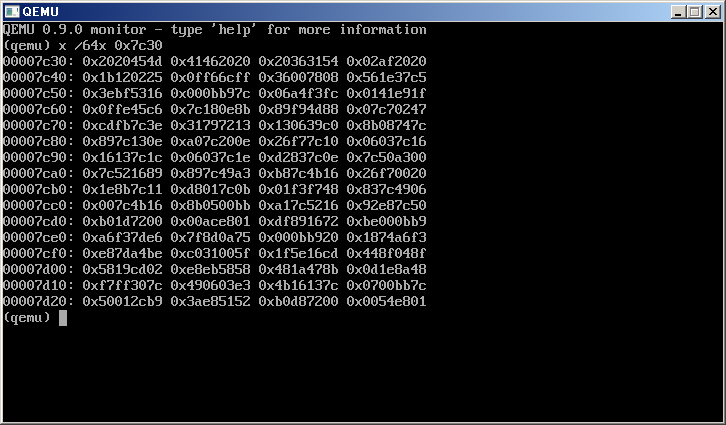 QEMU
QEMU 0.9.0 monitor - type 'help' for more information
(qemu) x /64x 0x7c30
00007c30: 0x2020454d 0x41462020 0x20363154 0x02af2020
00007c40: 0x1b120225 0x0ff66cff 0x36007808 0x561e37c5
00007c50: 0x3ebf5316 0x000bb97c 0x06a4f3fc 0x0141e91f
00007c60: 0x0ffe45c6 0x7c180e8b 0x89f94d88 0x07c70247
00007c70: 0xcdfb7c3e 0x31797213 0x130639c0 0x8b08747c
00007c80: 0x897c130e 0xa07c200e 0x26f77c10 0x06037c16
00007c90: 0x16137c1c 0x06037c1e 0xd2837c0e 0x7c50a300
00007ca0: 0x7c521689 0x897c49a3 0xb87c4b16 0x26f70020
00007cb0: 0x1e8b7c11 0xd8017c0b 0x01f3f748 0x837c4906
00007cc0: 0x007c4b16 0x8b0500bb 0xa17c5216 0x92e87c50
00007cd0: 0xb01d7200 0x00ace801 0xdf891672 0xbe000bb9
00007ce0: 0xa6f37de6 0x7f8d0a75 0x000bb920 0x1874a6f3
00007cf0: 0xe87da4be 0xc031005f 0x1f5e16cd 0x448f048f
00007d00: 0x5819cd02 0xe8eb5858 0x481a478b 0x0d1e8a48
00007d10: 0xf7ff307c 0x490603e3 0x4b16137c 0x0700bb7c
00007d20: 0x50012cb9 0x3ae85152 0xb0d87200 0x0054e801
(qemu)